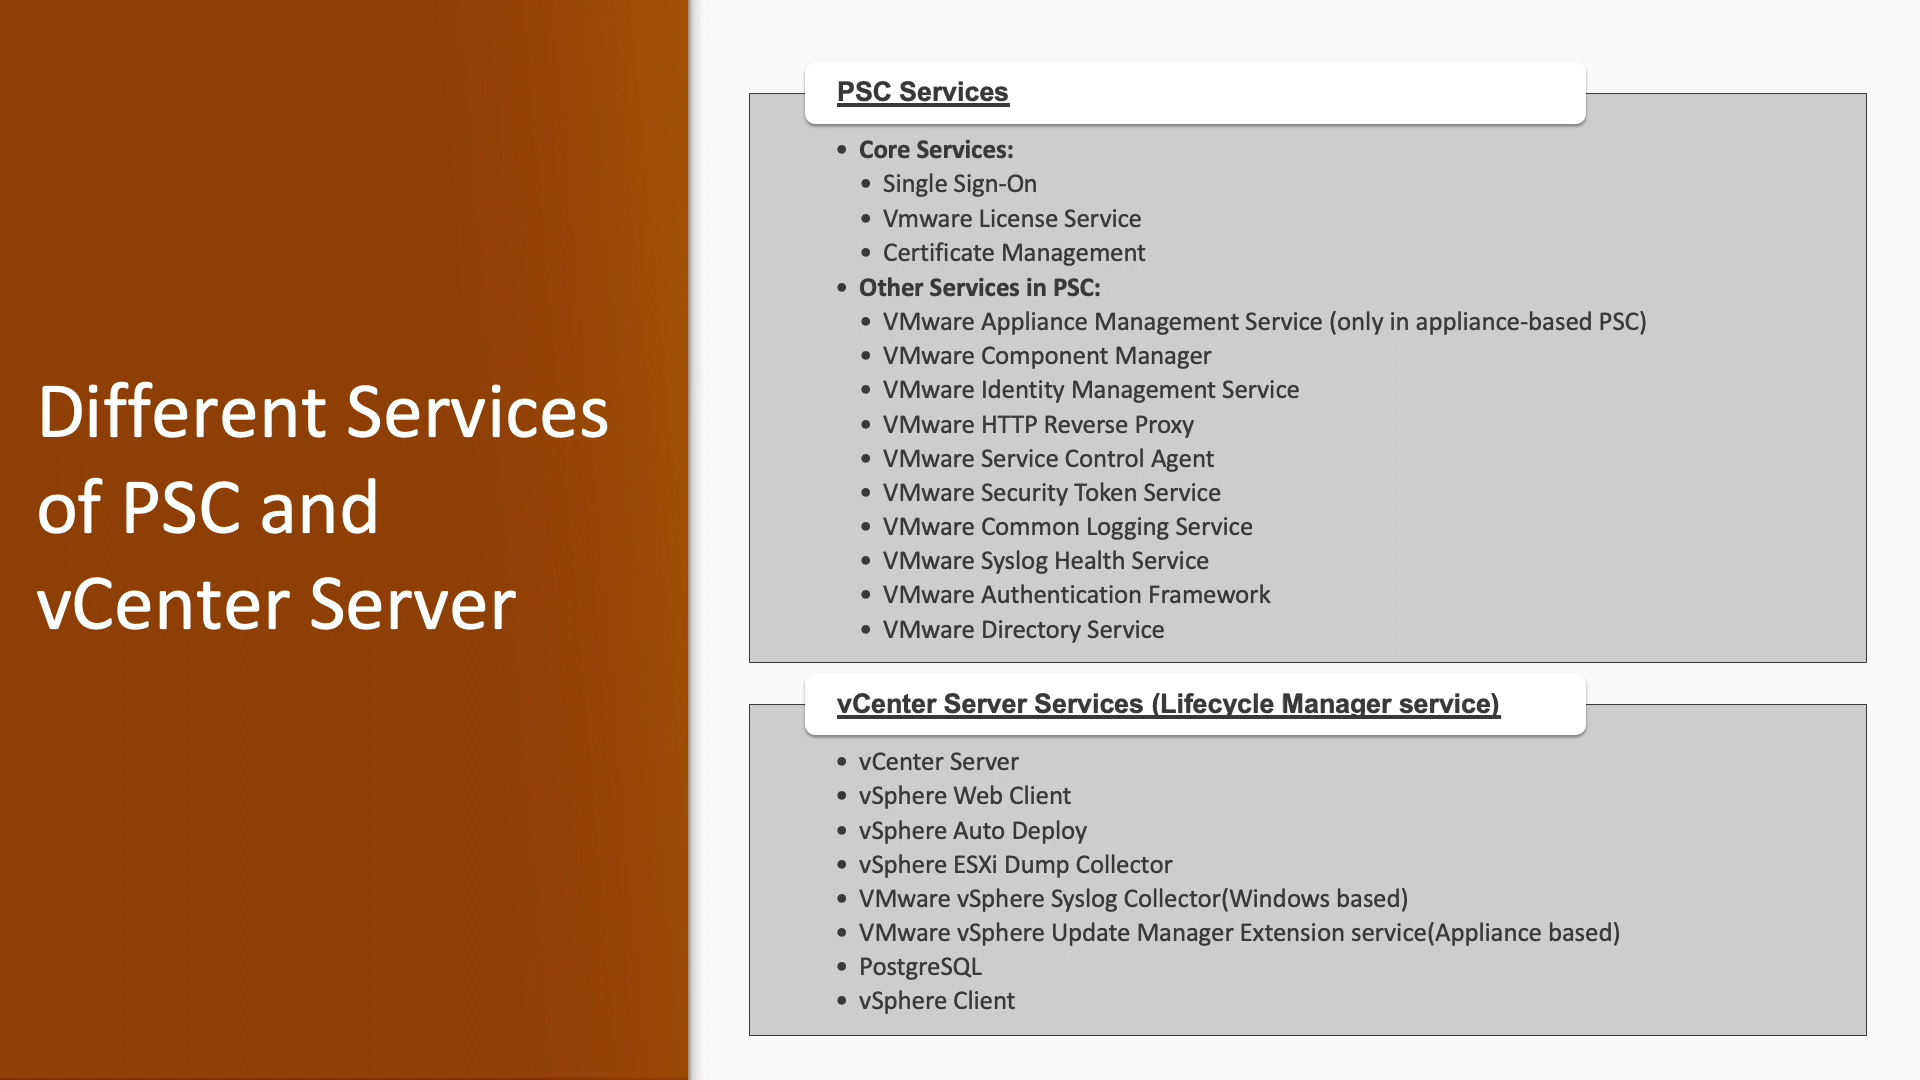 Different Services
of PSC and
vCenter Server
PSC Services
• Core Services:
• Single Sign-On
• Vmware License Service
• Certificate Management
• Other Services in PSC:
• VMware Appliance Management Service (only in appliance-based PSC)
• VMware Component Manager
• VMware Identity Management Service
• VMware HTTP Reverse Proxy
• VMware Service Control Agent
• VMware Security Token Service
• VMware Common Logging Service
• VMware Syslog Health Service
• VMware Authentication Framework
• VMware Directory Service
vCenter Server Services (Lifecycle Manager service)
• vCenter Server
• vSphere Web Client
• vSphere Auto Deploy
• vSphere ESXi Dump Collector
• VMware vSphere Syslog Collector(Windows based)
• VMware vSphere Update Manager Extension service(Appliance based)
• PostgreSQL
• vSphere Client